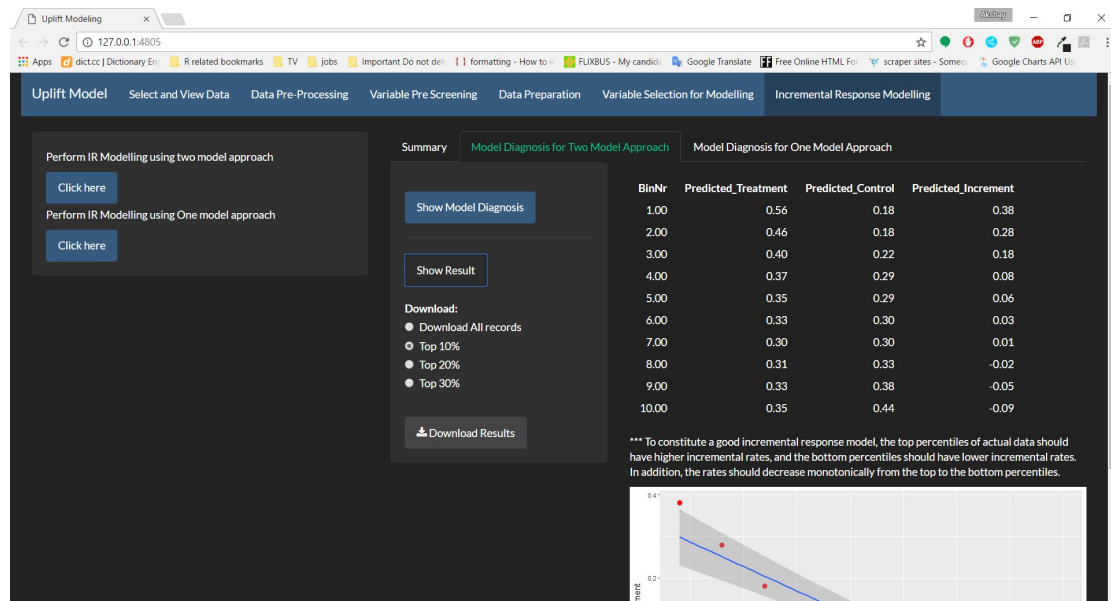 Uplift Modeling
Akshay
127.0.0.1:4805
Apps dict.cc | Dictionary En R related bookmarks TV jobs Important Do not del formatting - How to i FLIXBUS - My candida Google Translate Free Online HTML Fo scraper sites - Someo Google Charts API Us
Uplift Model Select and View Data Data Pre-Processing Variable Pre Screening Data Preparation Variable Selection for Modelling Incremental Response Modelling
Perform IR Modelling using two model approach
Click here
Perform IR Modelling using One model approach
Click here
Summary Model Diagnosis for Two Model Approach Model Diagnosis for One Model Approach
Show Model Diagnosis
Show Result
Download:
Download All records
Top 10%
Top 20%
Top 30%
Download Results
BinNr Predicted_Treatment Predicted_Control Predicted_Increment
1.00 0.56 0.18 0.38
2.00 0.46 0.18 0.28
3.00 0.40 0.22 0.18
4.00 0.37 0.29 0.08
5.00 0.35 0.29 0.06
6.00 0.33 0.30 0.03
7.00 0.30 0.30 0.01
8.00 0.31 0.33 -0.02
9.00 0.33 0.38 -0.05
10.00 0.35 0.44 -0.09
*** To constitute a good incremental response model, the top percentiles of actual data should
have higher incremental rates, and the bottom percentiles should have lower incremental rates.
In addition, the rates should decrease monotonically from the top to the bottom percentiles.
0.4
0.2
ment